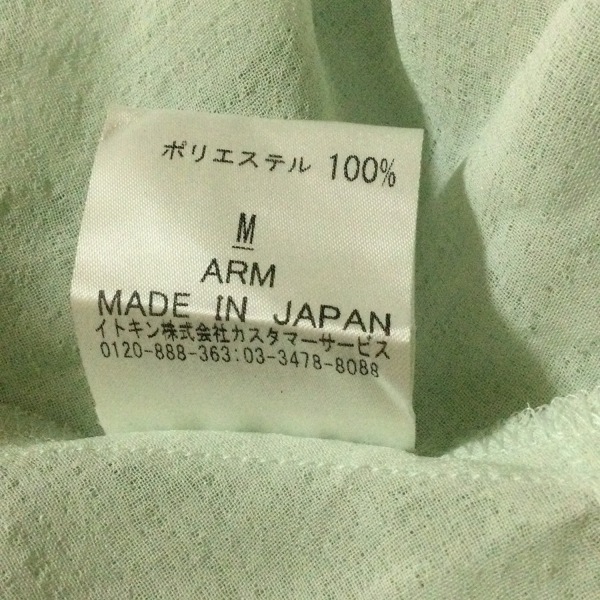 ポリエステル 100%
M
ARM
MADE IN JAPAN
イトキン株式会社カスタマーサービス
0120-888-363:03-3478-8088